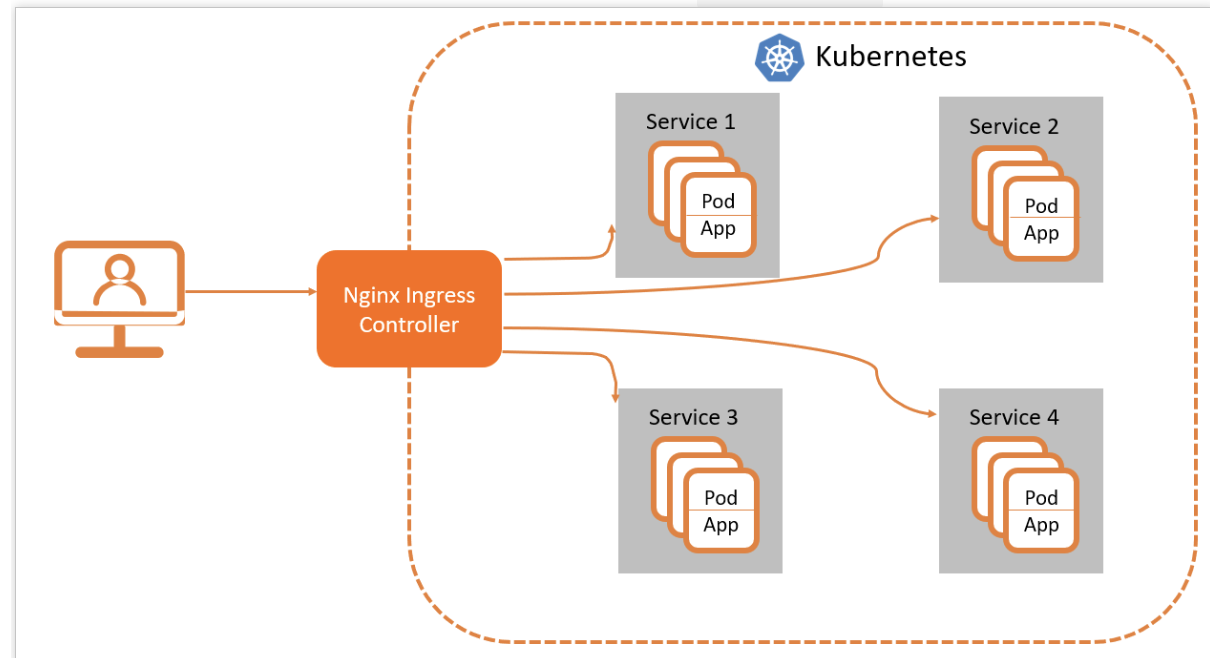 Kubernetes
Service 1
Pod
App
Service 2
Pod
App
Nginx Ingress
Controller
Service 3
Pod
App
Service 4
Pod
App